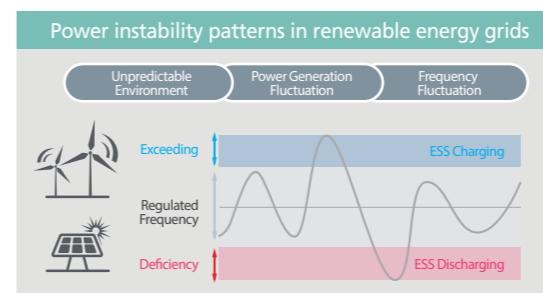 Power instability patterns in renewable energy grids
Unpredictable
Environment
Power Generation
Fluctuation
Frequency
Fluctuation
Exceeding
ESS Charging
Regulated
Frequency
Deficiency
ESS Discharging